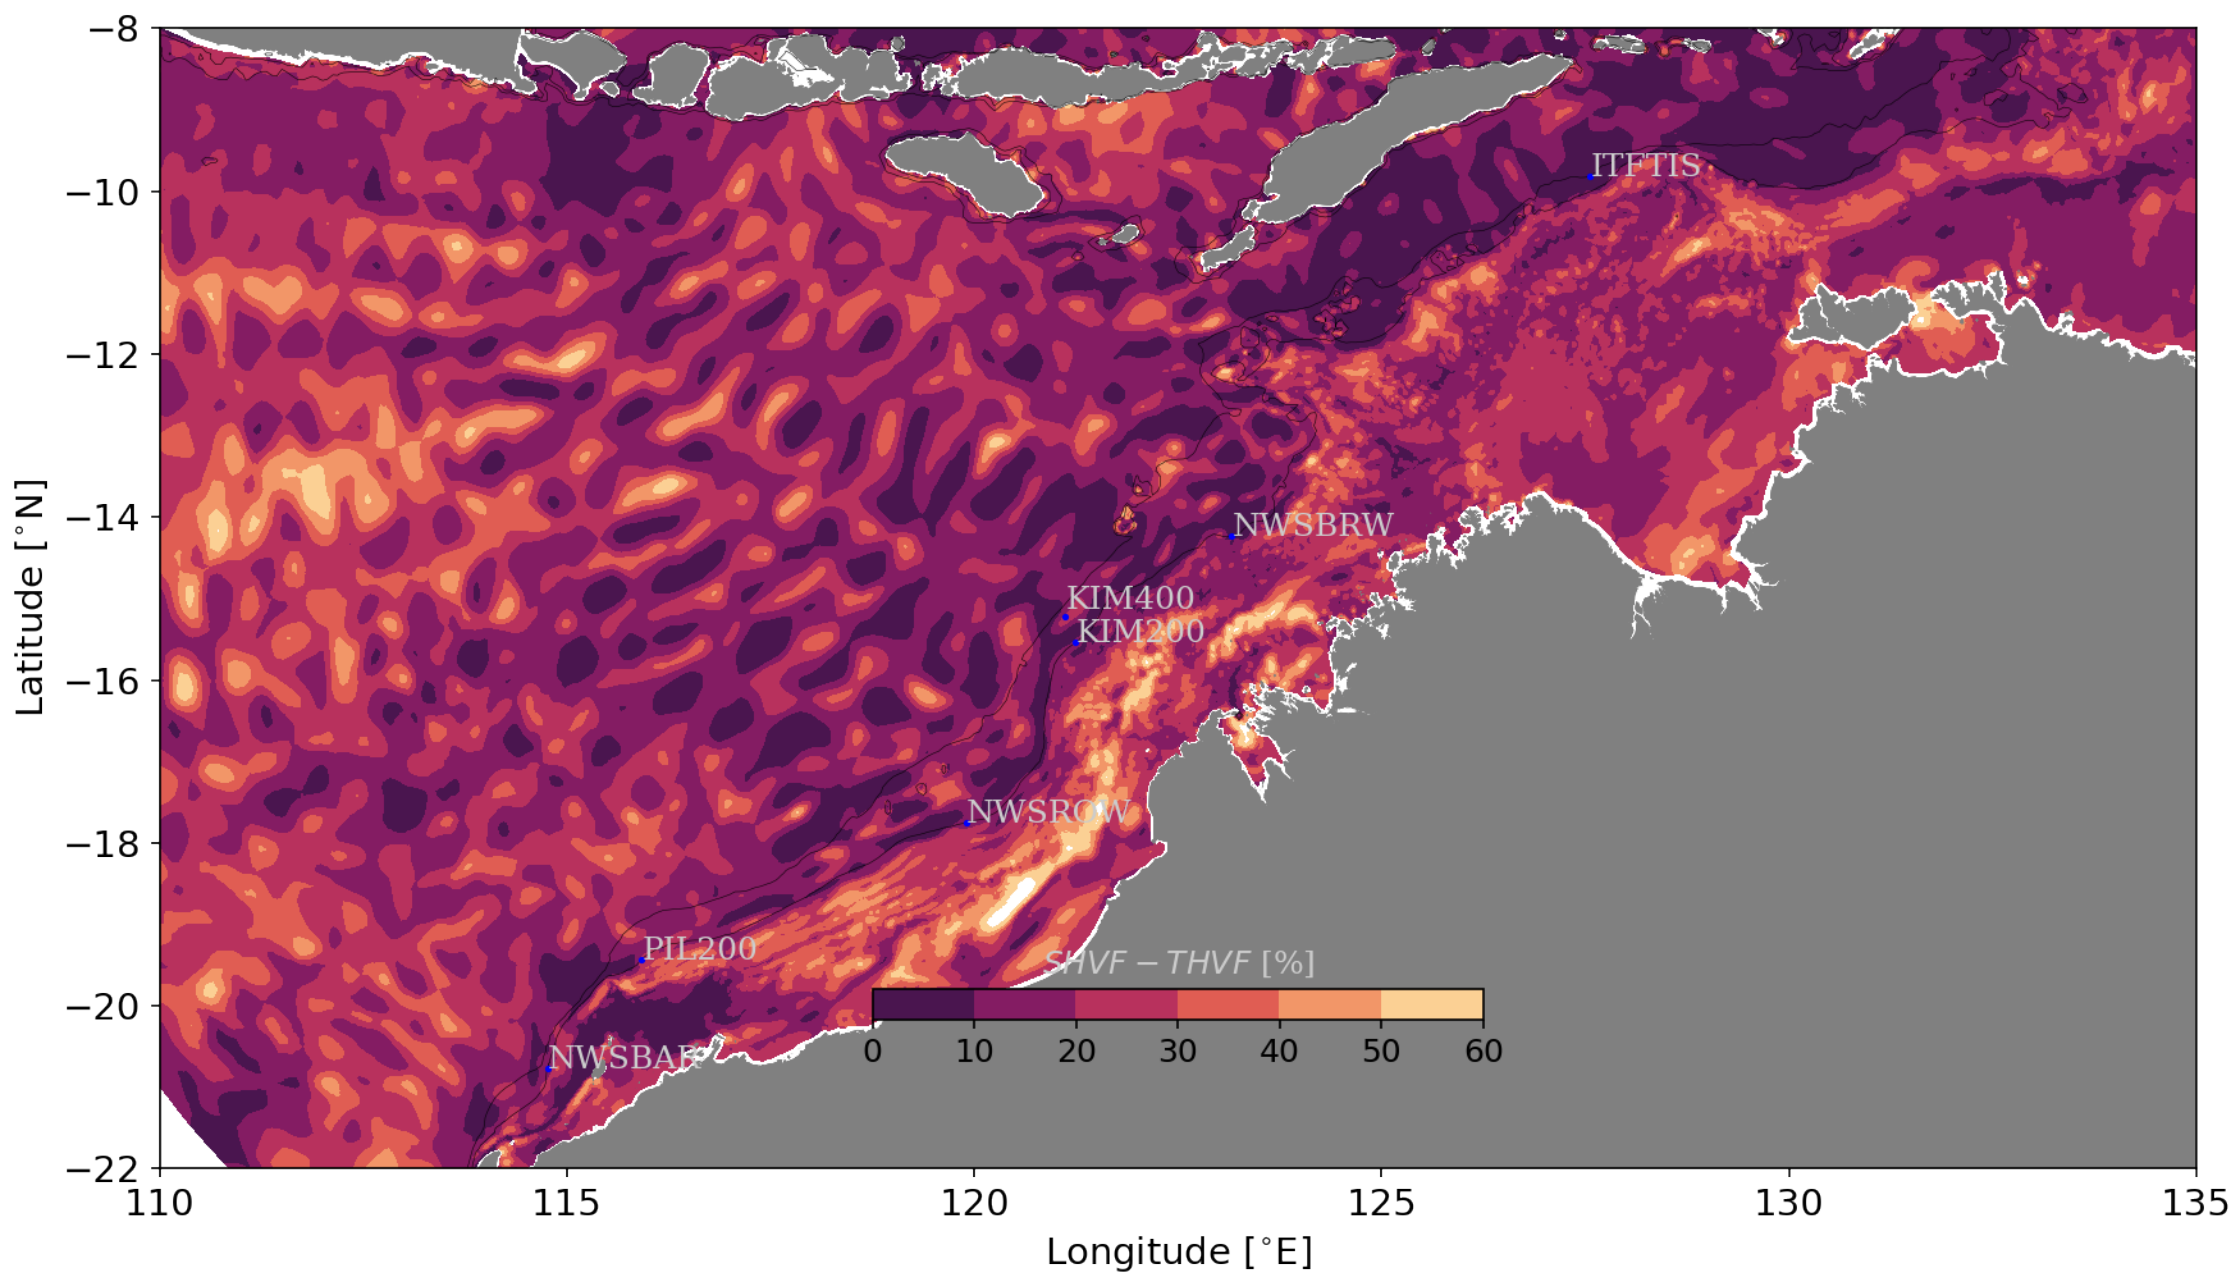 −8
−10
−12
−14
−16
−18
−20
−22
Latitude [°N]
ITFTIS
NWSBRW
KIM400
KIM200
NWSROW
PIL200
NWSBAR
SHVF − THVF [%]
0 10 20 30 40 50 60
110 115 120 125 130 135
Longitude [°E]